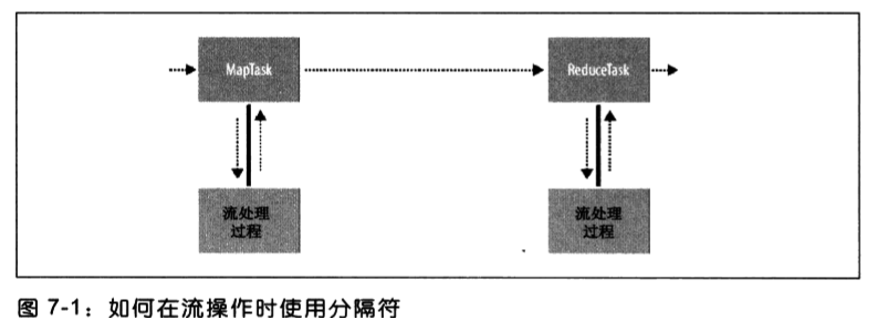 MapTask
ReduceTask
流处理
过程
流处理
过程
图 7-1：如何在流操作时使用分隔符